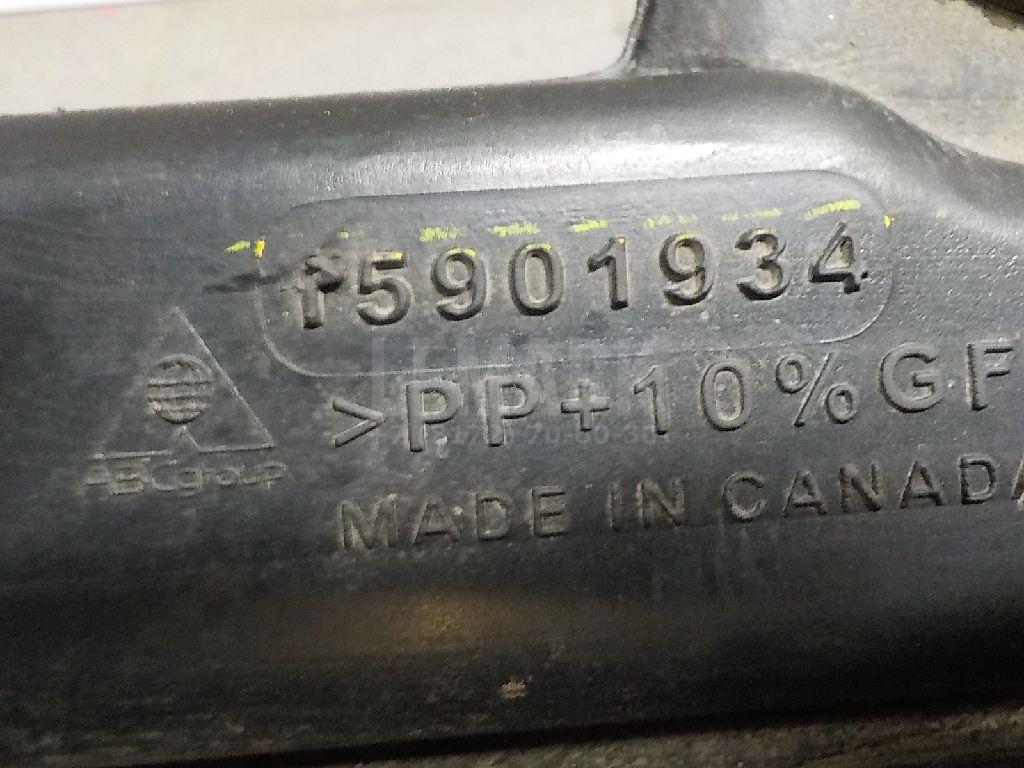 15901934
>PP+10%GF
MADE IN CANADA
ABCgroup